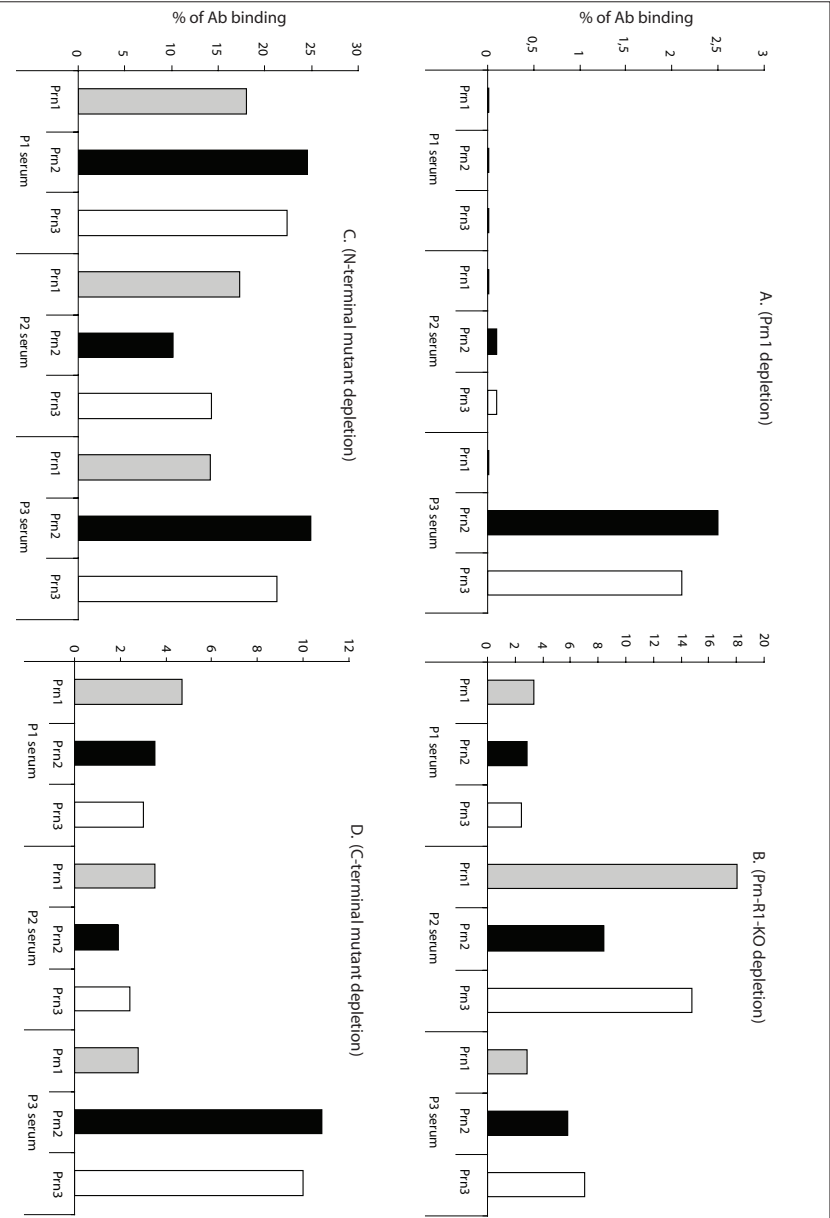 A. (Prn1 depletion)
% of Ab binding
3
2,5
2
1,5
1
0,5
0
Prn1 Prn2 Prn3 Prn1 Prn2 Prn3 Prn1 Prn2 Prn3
P1 serum P2 serum P3 serum
B. (Prn-R1-KO depletion)
20
18
16
14
12
10
8
6
4
2
0
Prn1 Prn2 Prn3 Prn1 Prn2 Prn3 Prn1 Prn2 Prn3
P1 serum P2 serum P3 serum
C. (N-terminal mutant depletion)
% of Ab binding
30
25
20
15
10
5
0
Prn1 Prn2 Prn3 Prn1 Prn2 Prn3 Prn1 Prn2 Prn3
P1 serum P2 serum P3 serum
D. (C-terminal mutant depletion)
12
10
8
6
4
2
0
Prn1 Prn2 Prn3 Prn1 Prn2 Prn3 Prn1 Prn2 Prn3
P1 serum P2 serum P3 serum